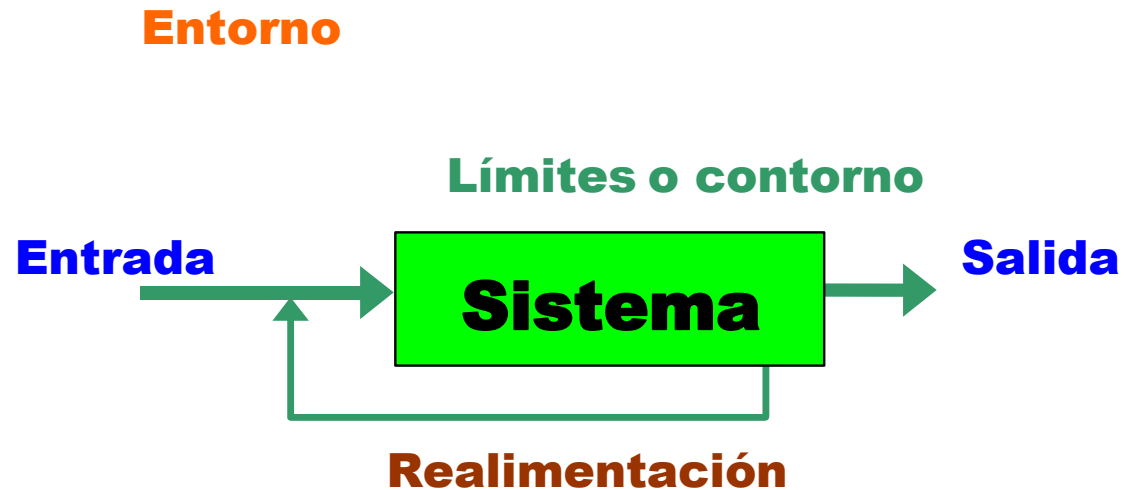 Entorno
Límites o contorno
Entrada
Salida
Sistema
Realimentación